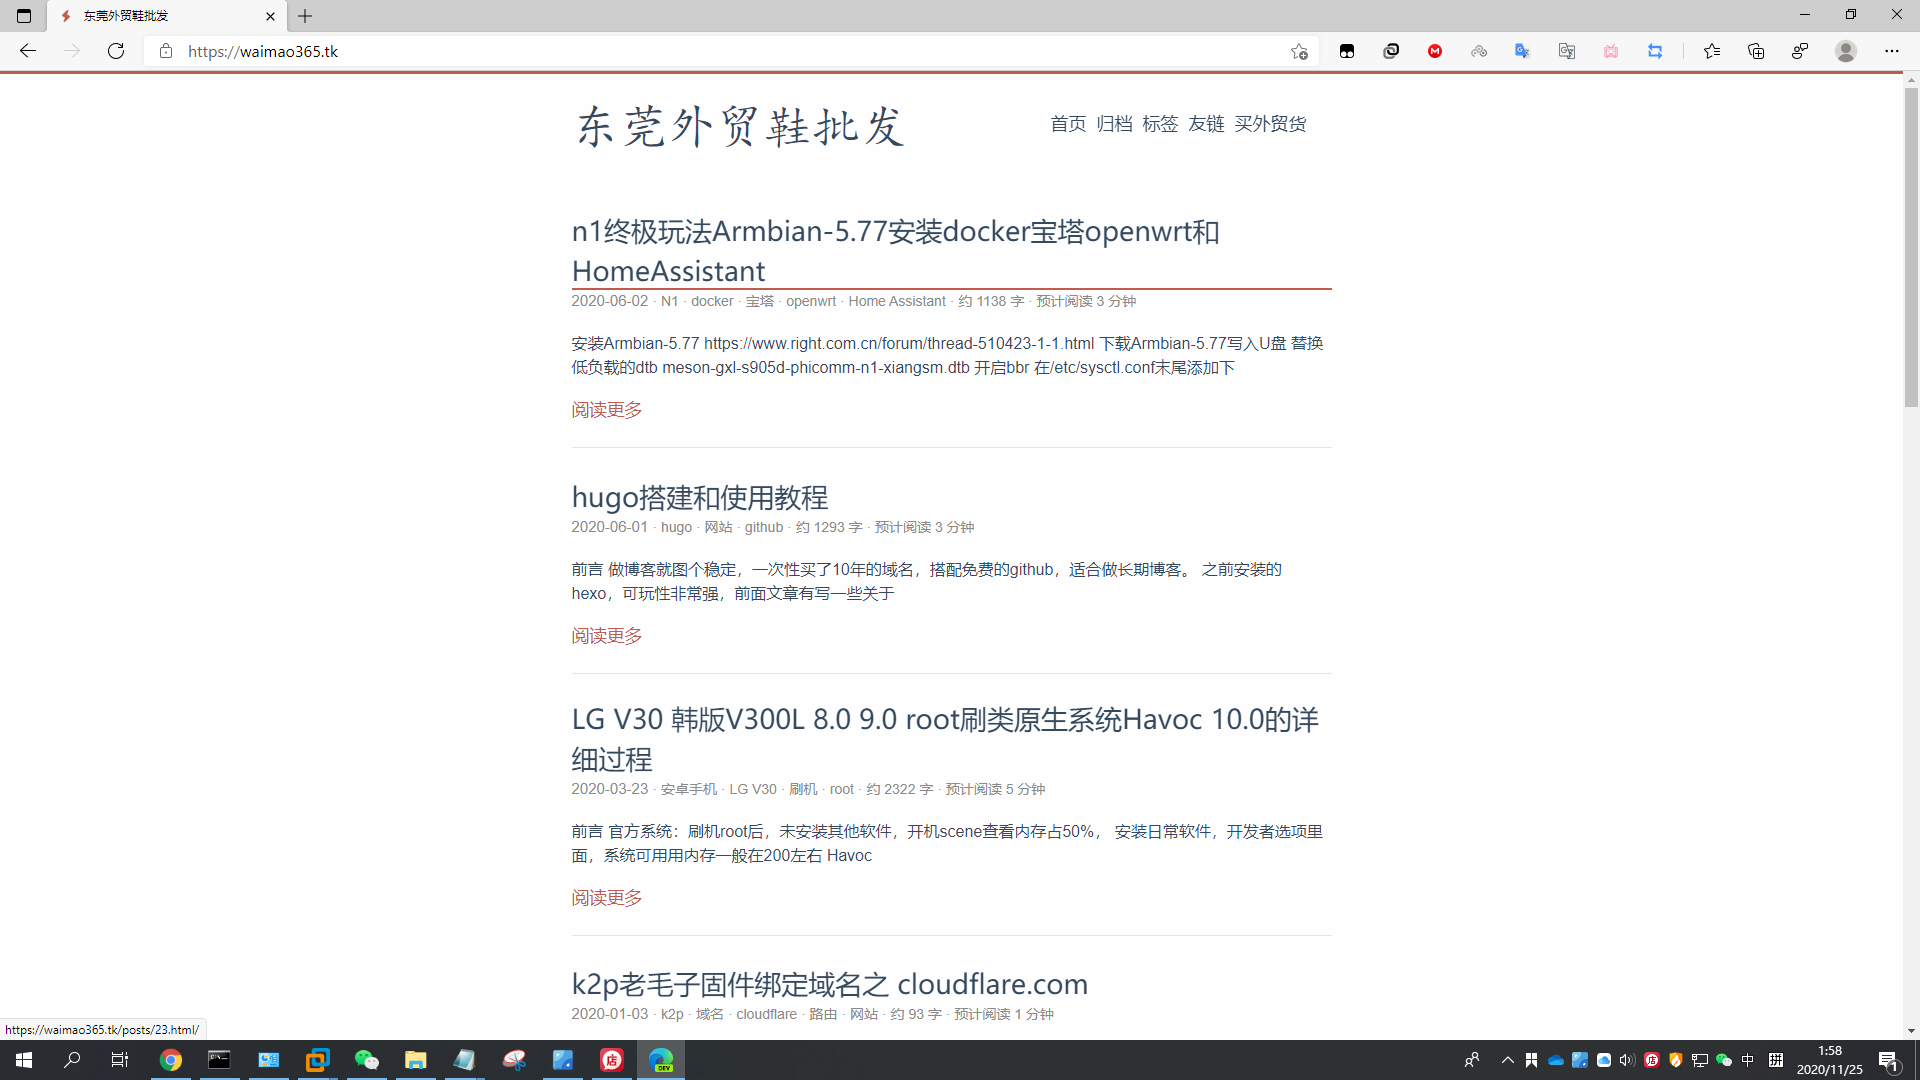 东莞外贸鞋批发
https://waimao365.tk
东莞外贸鞋批发
首页 归档 标签 友链 买外贸货
n1终极玩法Armbian-5.77安装docker宝塔openwrt和
HomeAssistant
2020-06-02 · N1 · docker · 宝塔 · openwrt · Home Assistant · 约 1138 字 · 预计阅读 3 分钟
安装Armbian-5.77 https://www.right.com.cn/forum/thread-510423-1-1.html 下载Armbian-5.77写入U盘 替换
低负载的dtb meson-gxl-s905d-phicomm-n1-xiangsm.dtb 开启bbr 在/etc/sysctl.conf末尾添加下
阅读更多
hugo搭建和使用教程
2020-06-01 · hugo · 网站 · github · 约 1293 字 · 预计阅读 3 分钟
前言 做博客就图个稳定，一次性买了10年的域名，搭配免费的github，适合做长期博客。 之前安装的
hexo，可玩性非常强，前面文章有写一些关于
阅读更多
LG V30 韩版V300L 8.0 9.0 root刷类原生系统Havoc 10.0的详
细过程
2020-03-23 · 安卓手机 · LG V30 · 刷机 · root · 约 2322 字 · 预计阅读 5 分钟
前言 官方系统：刷机root后，未安装其他软件，开机scene查看内存占50%， 安装日常软件，开发者选项里
面，系统可用用内存一般在200左右 Havoc
阅读更多
k2p老毛子固件绑定域名之 cloudflare.com
2020-01-03 · k2p · 域名 · cloudflare · 路由 · 网站 · 约 93 字 · 预计阅读 1 分钟
https://waimao365.tk/posts/23.html/
店
DEV
中
拼
1:58
2020/11/25
1